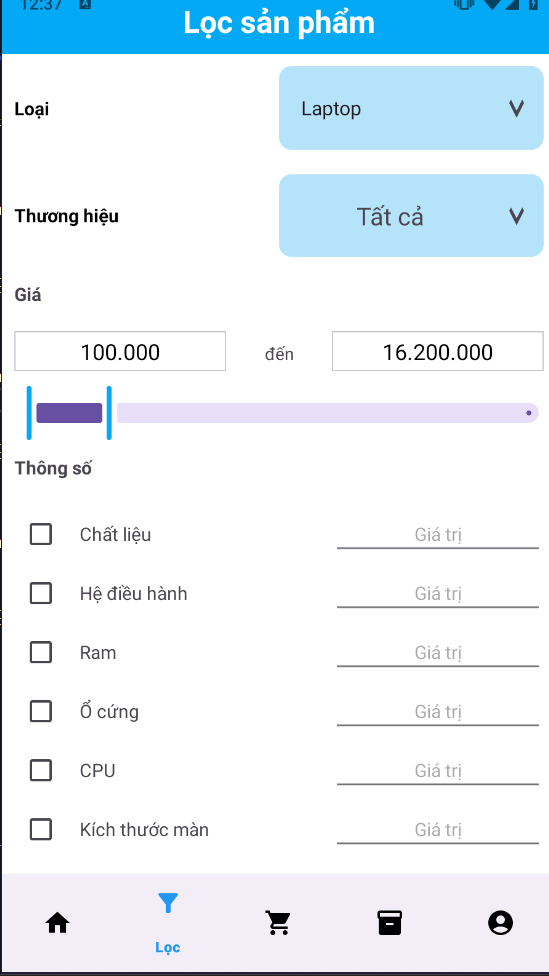 12:37
A
Lọc sản phẩm
Loại
Laptop
V
Thương hiệu
Tất cả
V
Giá
100.000
đến
16.200.000
Thông số
Chất liệu
Giá trị
Hệ điều hành
Giá trị
Ram
Giá trị
Ổ cứng
Giá trị
CPU
Giá trị
Kích thước màn
Giá trị
Lọc